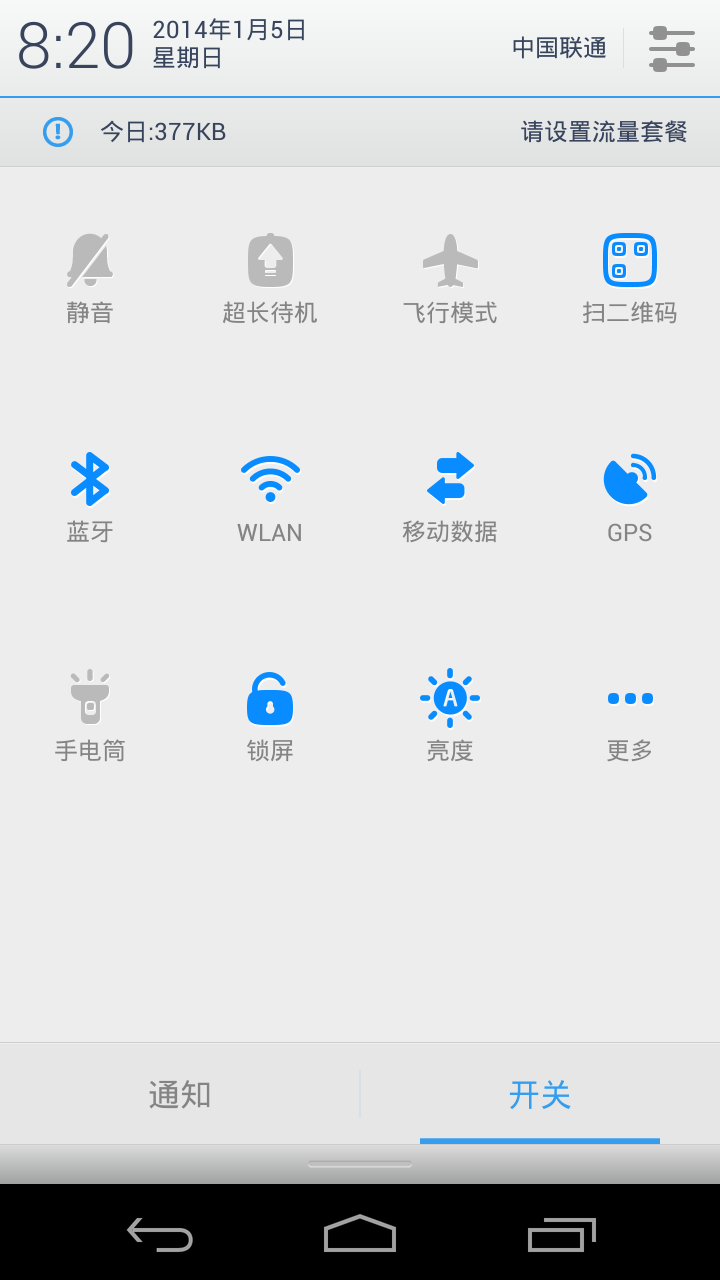 8:20
2014年1月5日
星期日
中国联通
今日:377KB
请设置流量套餐
静音
超长待机
飞行模式
扫二维码
蓝牙
WLAN
移动数据
GPS
手电筒
锁屏
A
亮度
更多
通知
开关